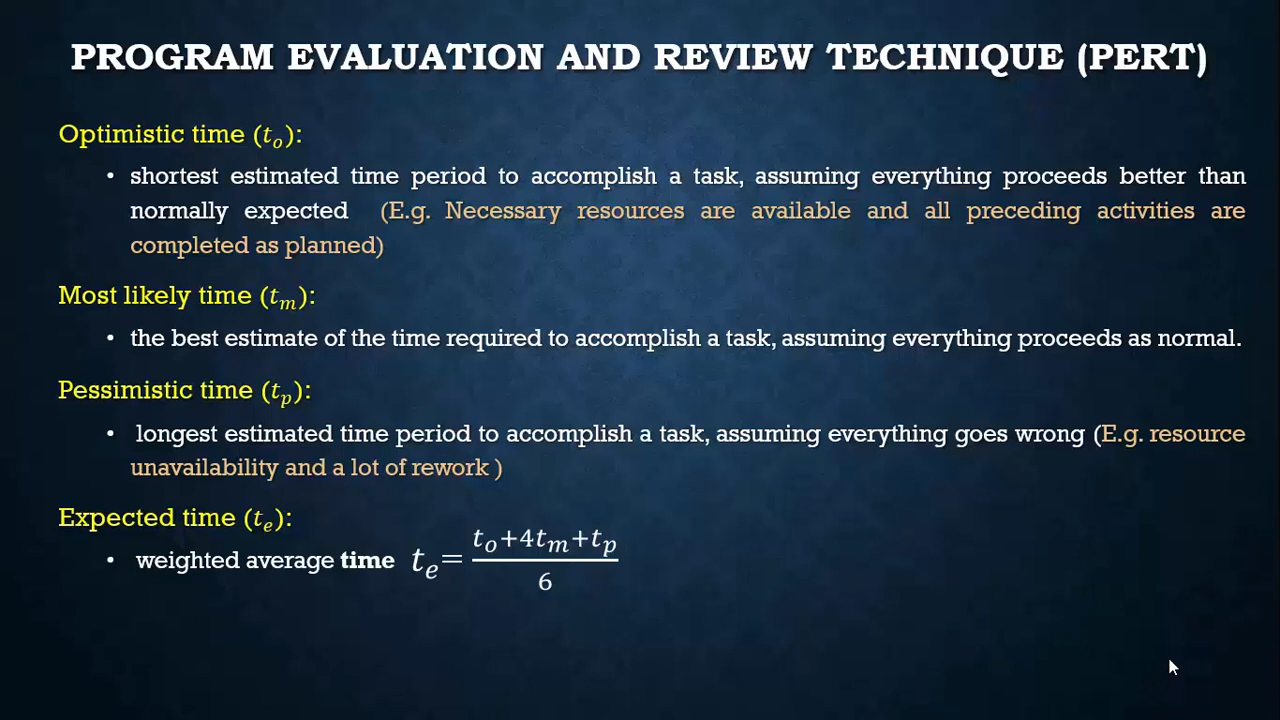 PROGRAM EVALUATION AND REVIEW TECHNIQUE (PERT)
Optimistic time (t_o):
• shortest estimated time period to accomplish a task, assuming everything proceeds better than
normally expected (E.g. Necessary resources are available and all preceding activities are
completed as planned)
Most likely time (t_m):
• the best estimate of the time required to accomplish a task, assuming everything proceeds as normal.
Pessimistic time (t_p):
• longest estimated time period to accomplish a task, assuming everything goes wrong (E.g. resource
unavailability and a lot of rework )
Expected time (t_e):
• weighted average time t_e= (t_o+4t_m+t_p)/6